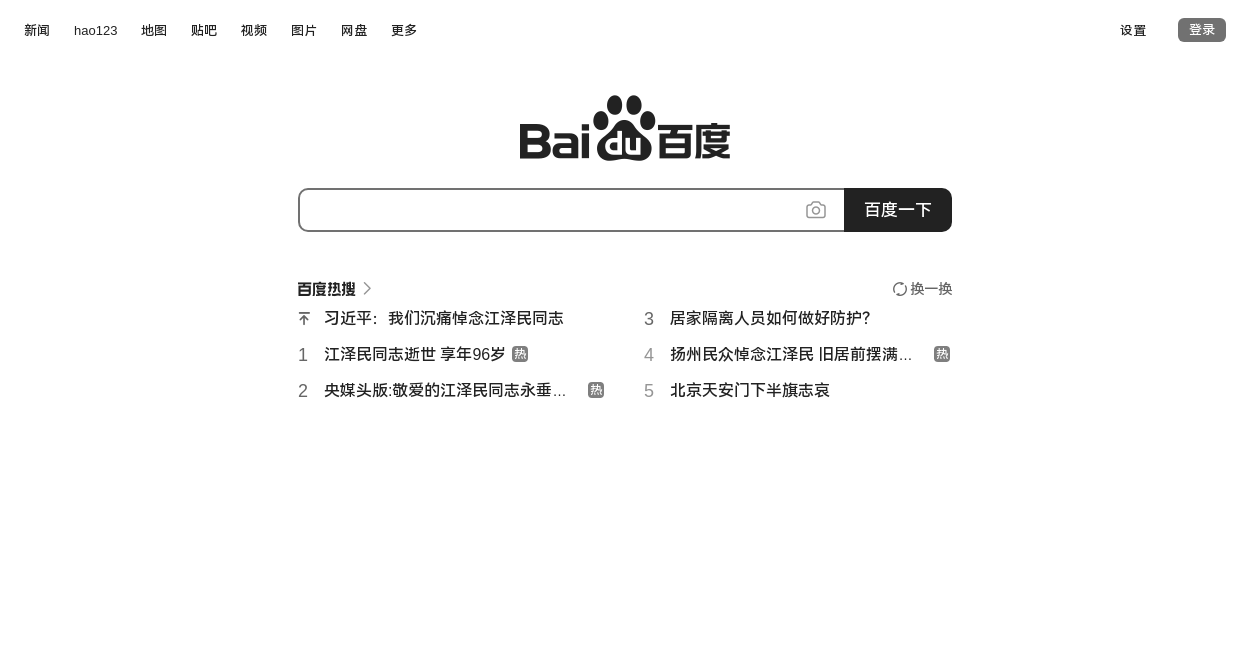 新闻 hao123 地图 贴吧 视频 图片 网盘 更多 设置 登录
Bai du 百度
百度一下
百度热搜 换一换
习近平：我们沉痛悼念江泽民同志
1 江泽民同志逝世 享年96岁 热
2 央媒头版:敬爱的江泽民同志永垂... 热
3 居家隔离人员如何做好防护？
4 扬州民众悼念江泽民 旧居前摆满... 热
5 北京天安门下半旗志哀